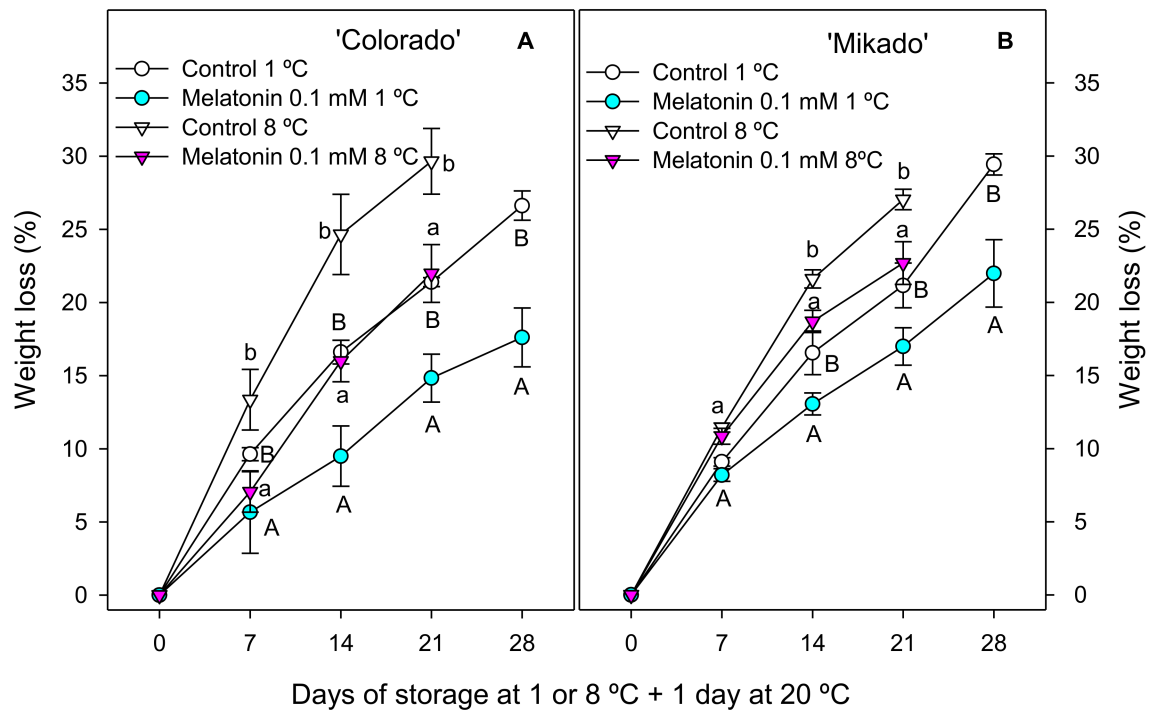 'Colorado' A
Control 1 ºC
Melatonin 0.1 mM 1 ºC
Control 8 ºC
Melatonin 0.1 mM 8 ºC
Weight loss (%)
35
30
25
20
15
10
5
0
b
b
b
a
B
B
B
a
B
a
A
A
A
A
0 7 14 21 28
'Mikado' B
Control 1 ºC
Melatonin 0.1 mM 1 ºC
Control 8 ºC
Melatonin 0.1 mM 8ºC
b
b
a
a
a
B
B
B
A
A
A
A
0 7 14 21 28
35
30
25
20
15
10
5
0
Weight loss (%)
Days of storage at 1 or 8 ºC + 1 day at 20 ºC